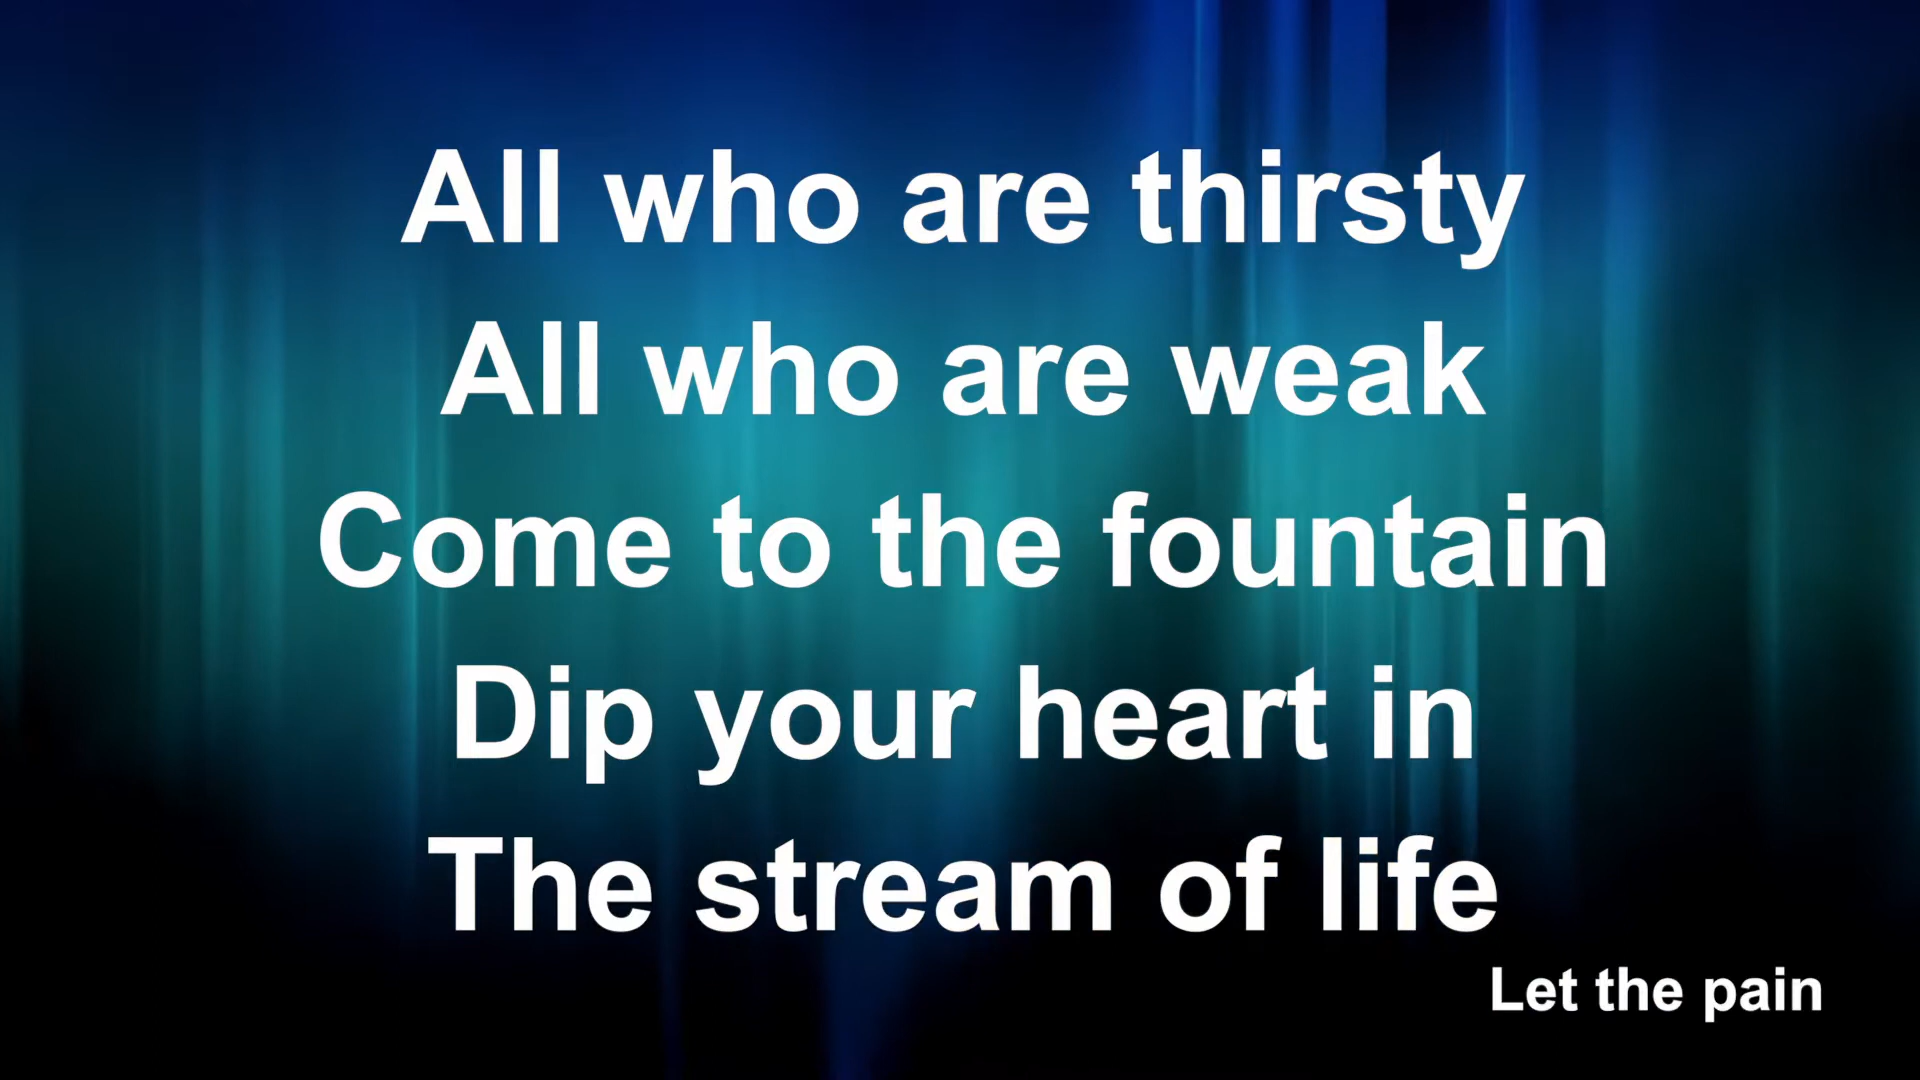 All who are thirsty
All who are weak
Come to the fountain
Dip your heart in
The stream of life
Let the pain